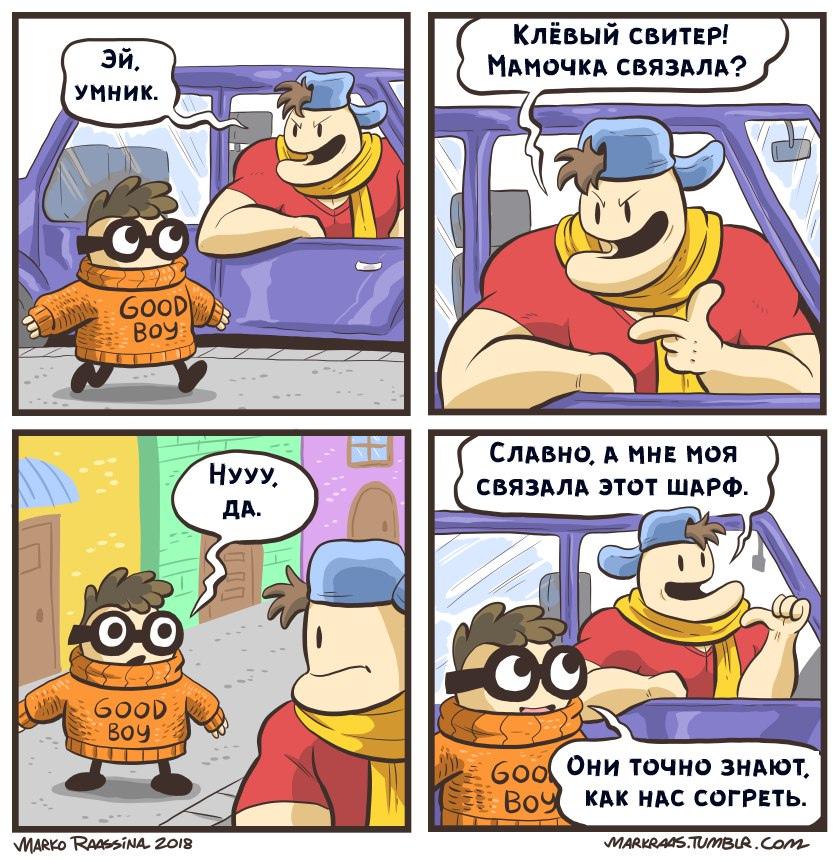 Эй,
умник.
GOOD
BOY
Клёвый свитер!
Мамочка связала?
Нууу,
да.
GOOD
BOY
Славно, а мне моя
связала этот шарф.
GOO
BOY
Они точно знают,
как нас согреть.
Marko Raassina 2018
markraas.tumblr.com